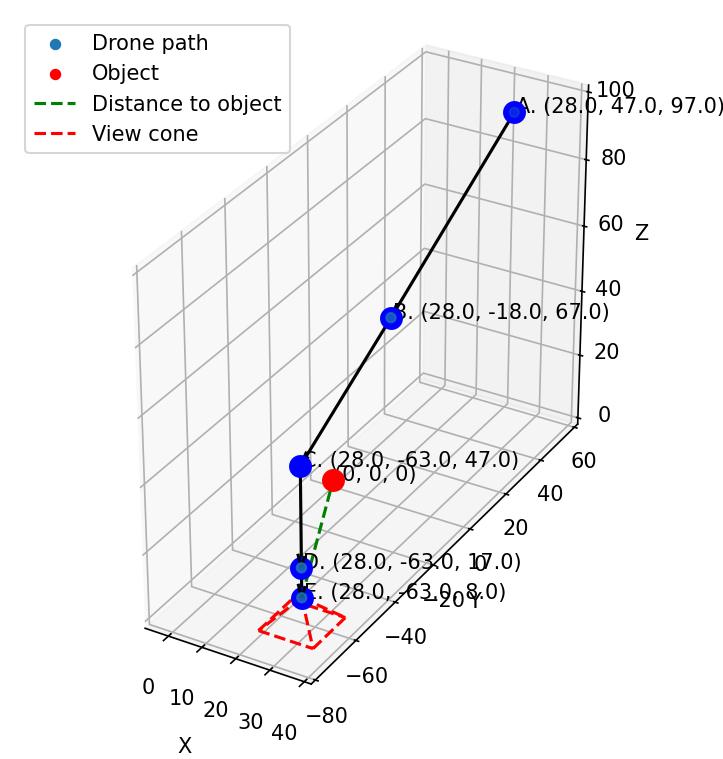 Drone path
Object
Distance to object
View cone
A. (28.0, 47.0, 97.0)
B. (28.0, -18.0, 67.0)
C. (28.0, -63.0, 47.0)
(0, 0, 0)
D. (28.0, -63.0, 17.0)
E. (28.0, -63.0, 8.0)
100
80
60
40
20
0
Z
60
40
20
0
−20
−40
−60
−80
Y
0
10
20
30
40
X